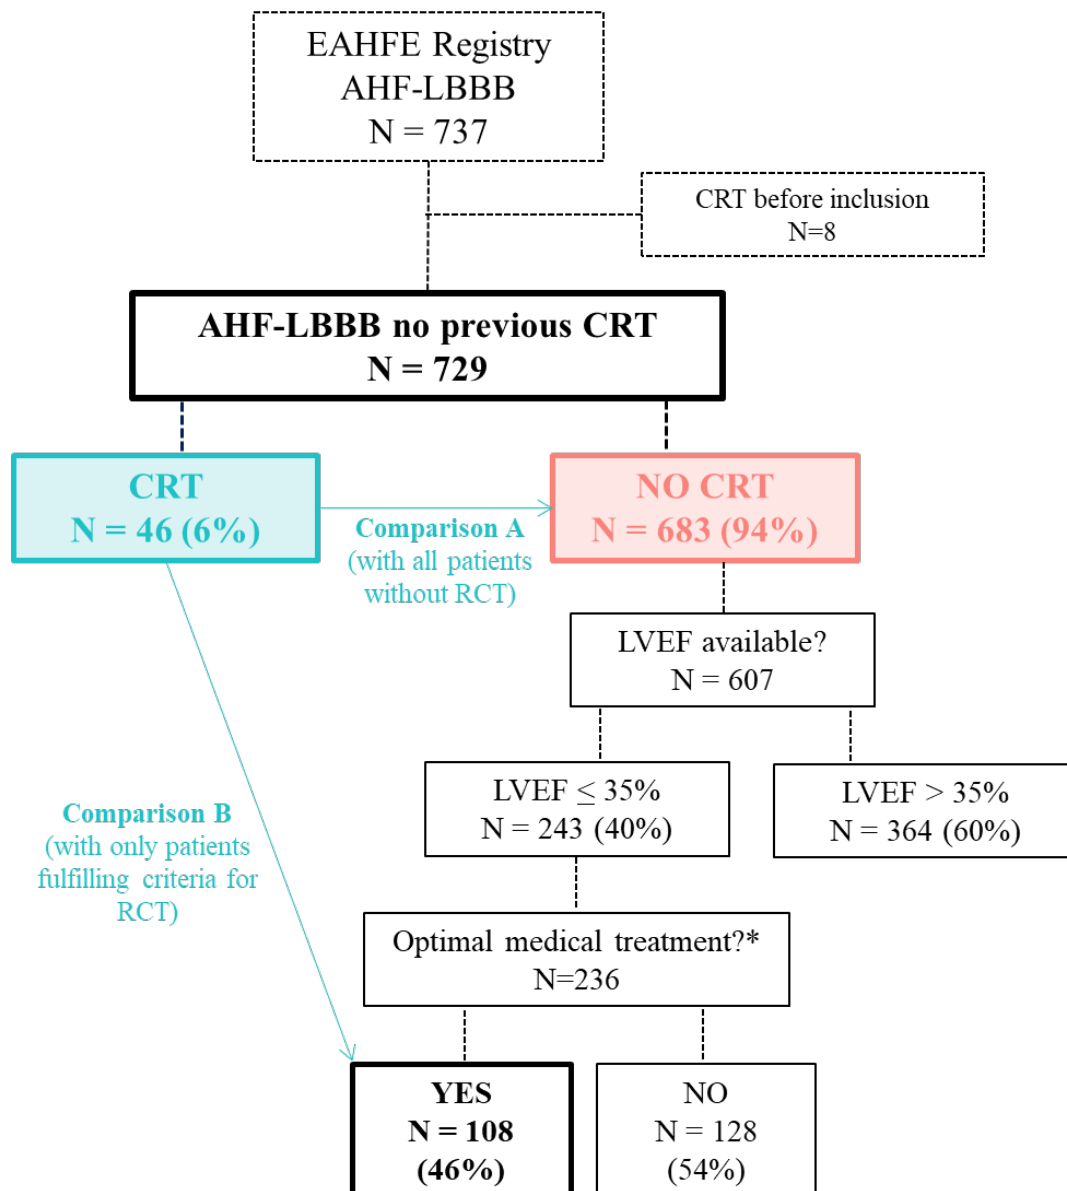 EAHFE Registry
AHF-LBBB
N = 737
CRT before inclusion
N=8
AHF-LBBB no previous CRT
N = 729
CRT
N = 46 (6%)
Comparison A
(with all patients
without RCT)
NO CRT
N = 683 (94%)
LVEF available?
N = 607
LVEF ≤ 35%
N = 243 (40%)
LVEF > 35%
N = 364 (60%)
Comparison B
(with only patients
fulfilling criteria for
RCT)
Optimal medical treatment?*
N=236
YES
N = 108
(46%)
NO
N = 128
(54%)